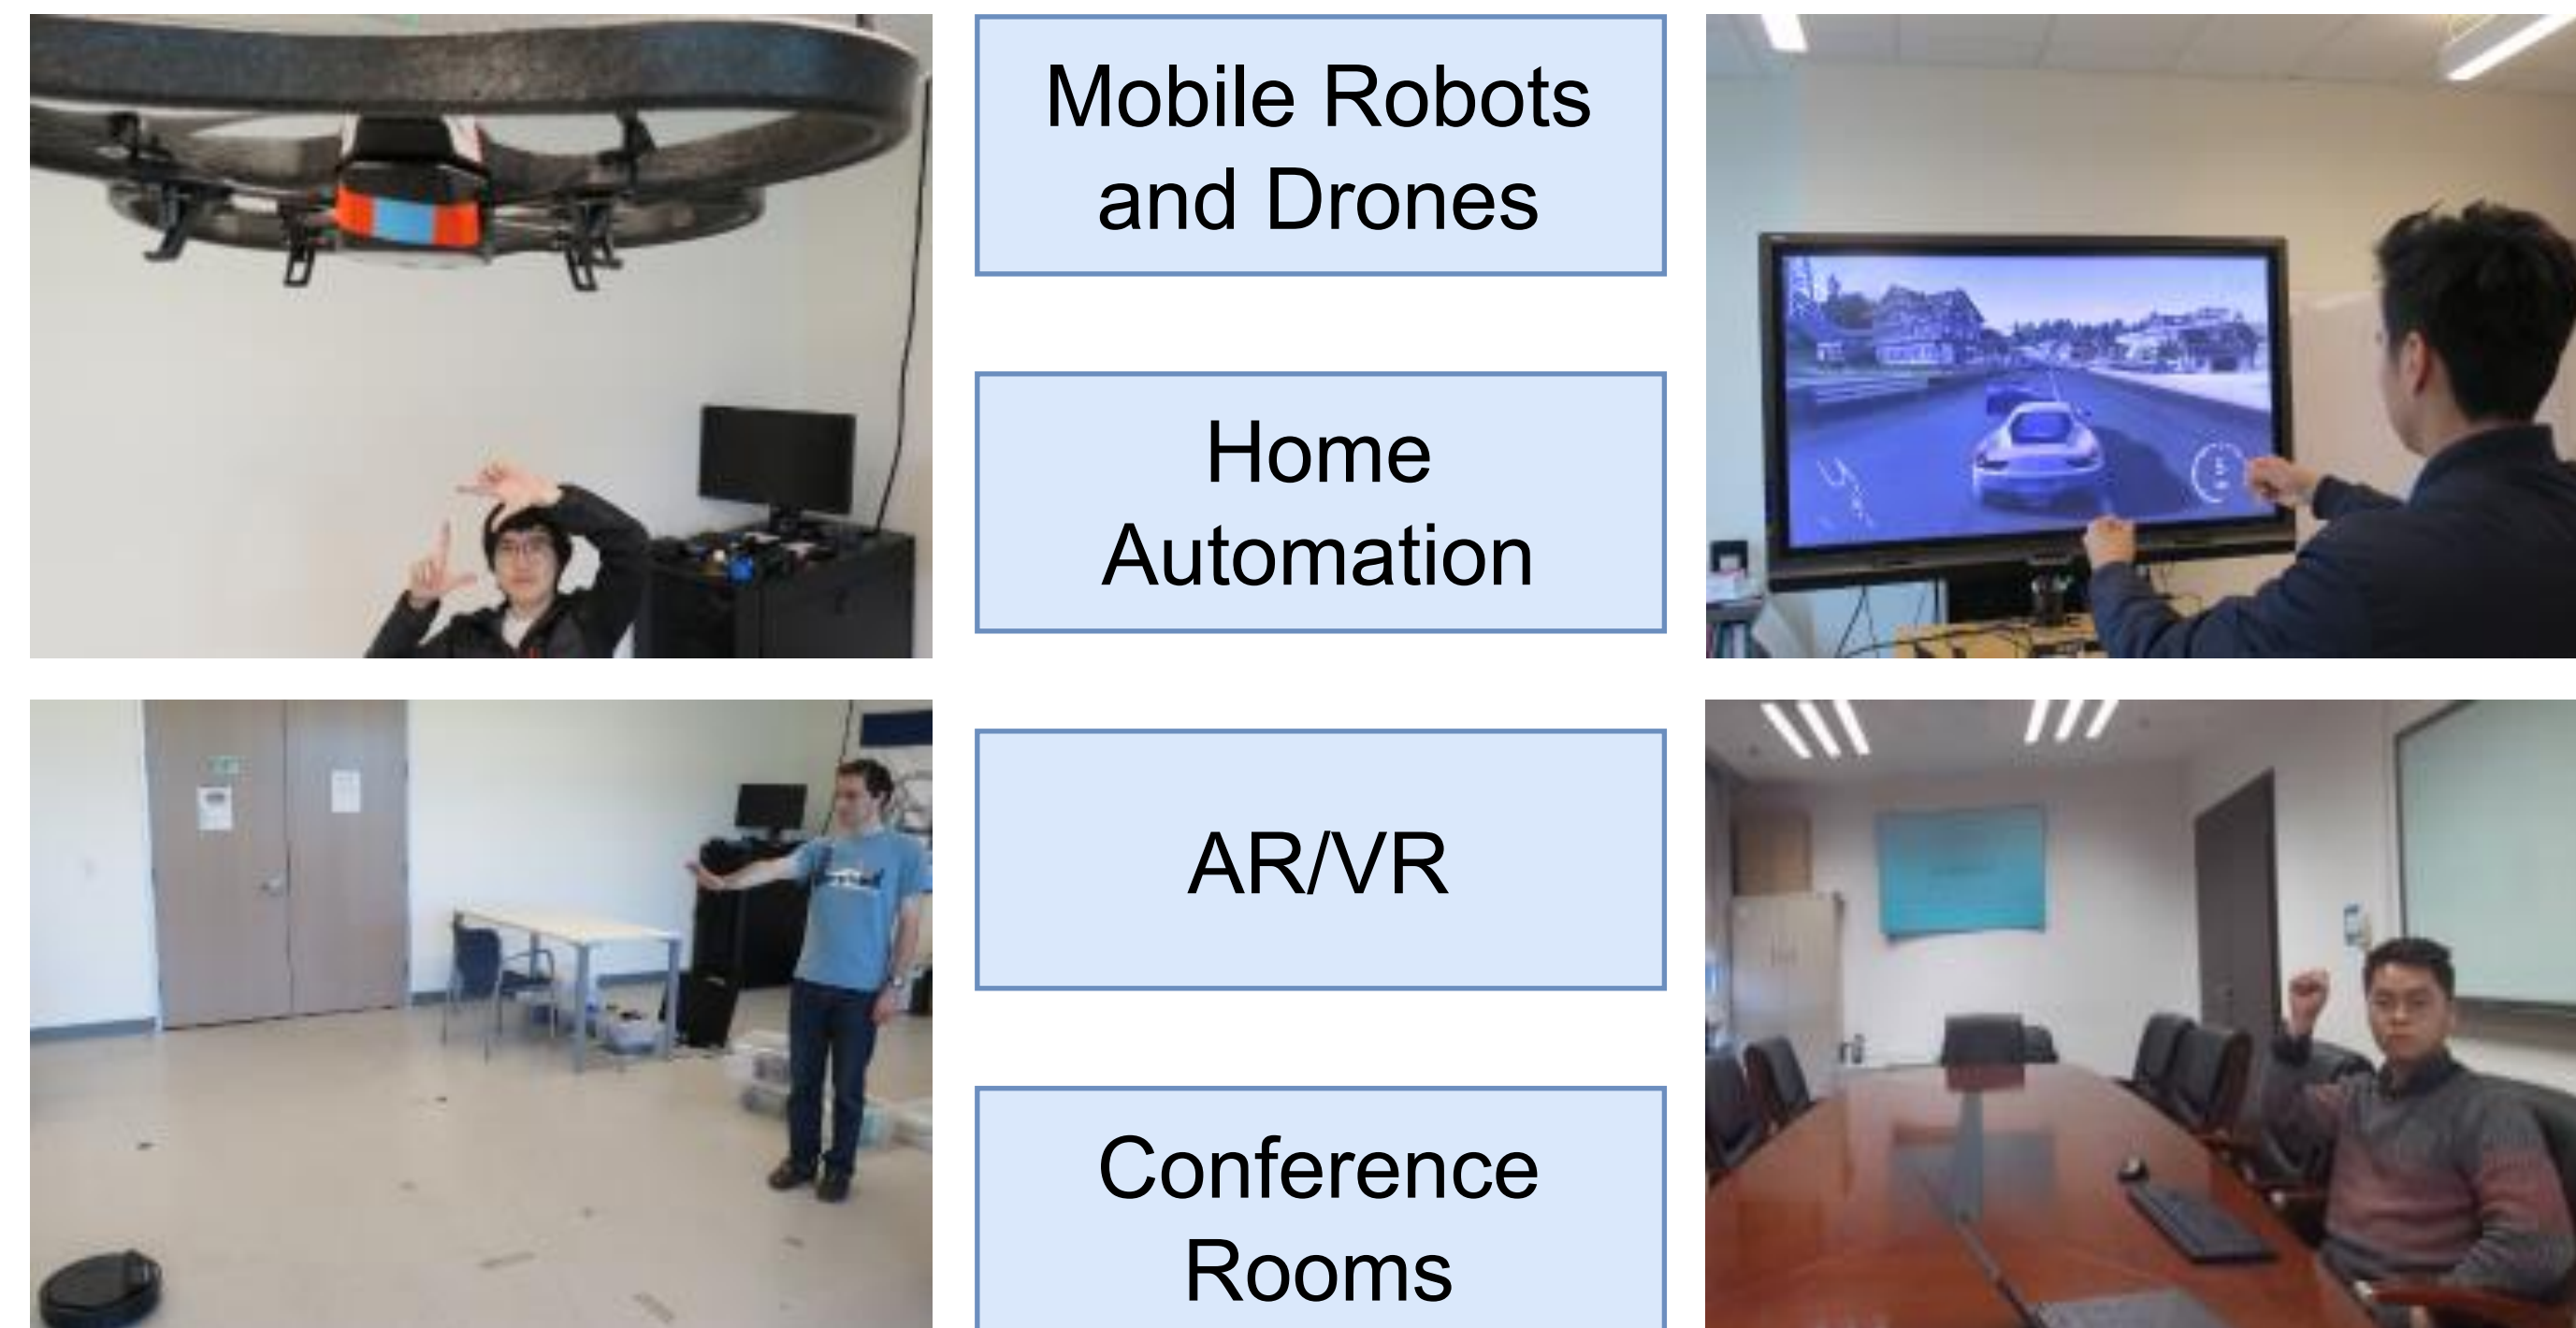 Mobile Robots
and Drones
Home
Automation
AR/VR
Conference
Rooms